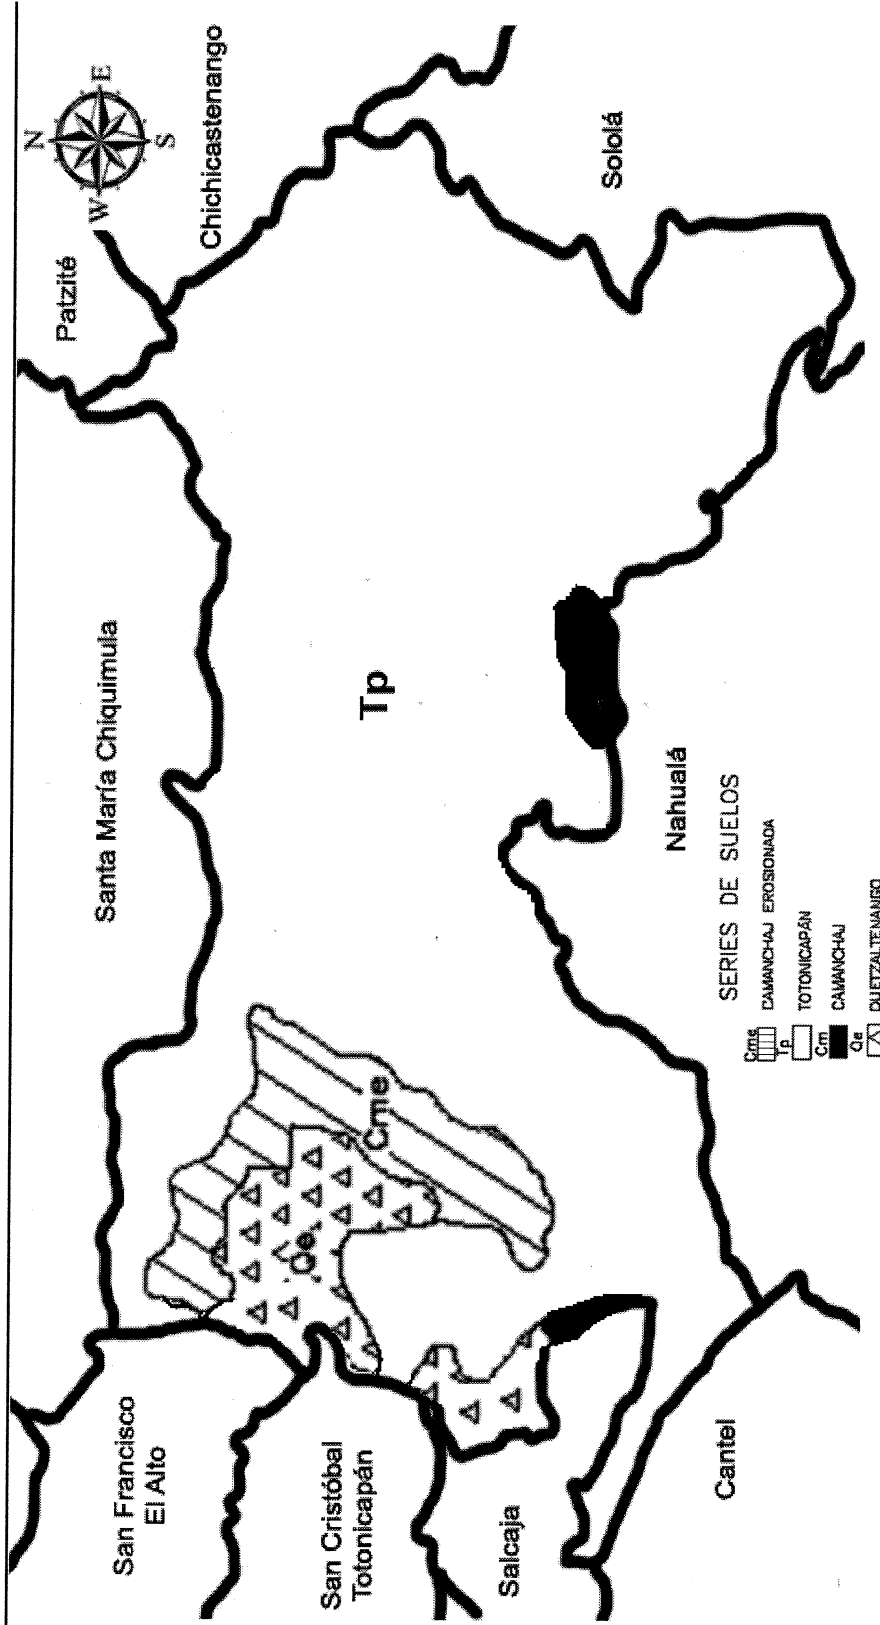 N
W
E
S
Patzité
Chichicastenango
Santa María Chiquimula
Sololá
San Francisco
El Alto
Tp
Cme
Qe
San Cristóbal
Totonicapán
Salcaja
Nahualá
Cantel
SERIES DE SUELOS
Cme
CAMANCHAJ EROSIONADA
Tp
TOTONICAPÁN
Cm
CAMANCHAJ
Qe
QUETZALTENANGO